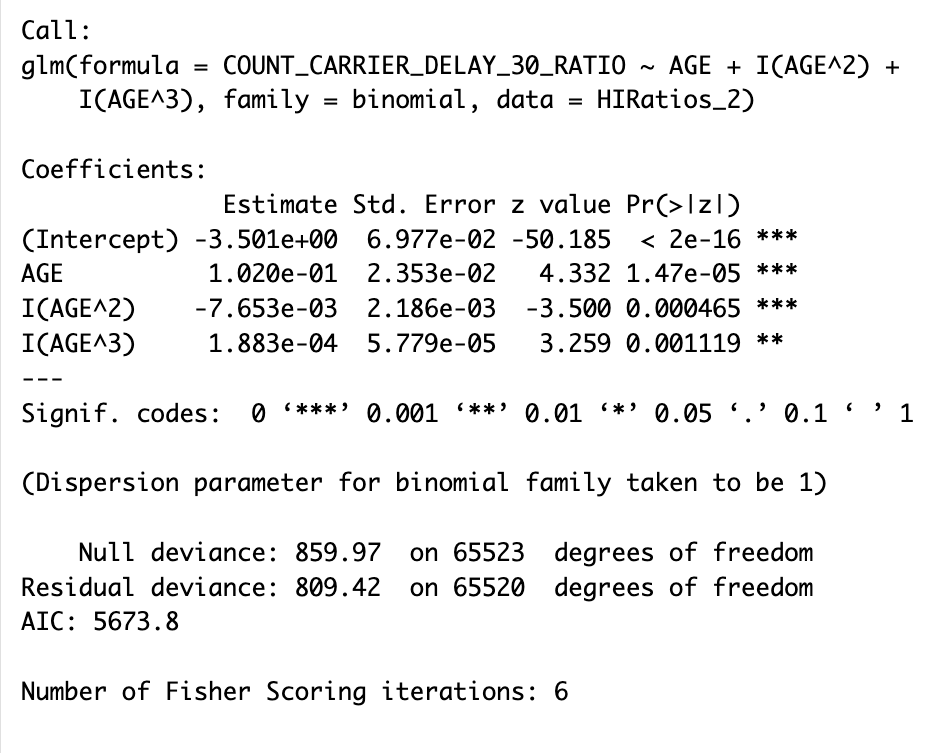 Call:
glm(formula = COUNT_CARRIER_DELAY_30_RATIO ~ AGE + I(AGE^2) +
    I(AGE^3), family = binomial, data = HIRatios_2)
Coefficients:
              Estimate Std. Error z value Pr(>|z|)
(Intercept) -3.501e+00  6.977e-02 -50.185  < 2e-16 ***
AGE          1.020e-01  2.353e-02   4.332 1.47e-05 ***
I(AGE^2)    -7.653e-03  2.186e-03  -3.500 0.000465 ***
I(AGE^3)     1.883e-04  5.779e-05   3.259 0.001119 **
---
Signif. codes:  0 ‘***’ 0.001 ‘**’ 0.01 ‘*’ 0.05 ‘.’ 0.1 ‘ ’ 1
(Dispersion parameter for binomial family taken to be 1)
    Null deviance: 859.97  on 65523  degrees of freedom
Residual deviance: 809.42  on 65520  degrees of freedom
AIC: 5673.8
Number of Fisher Scoring iterations: 6